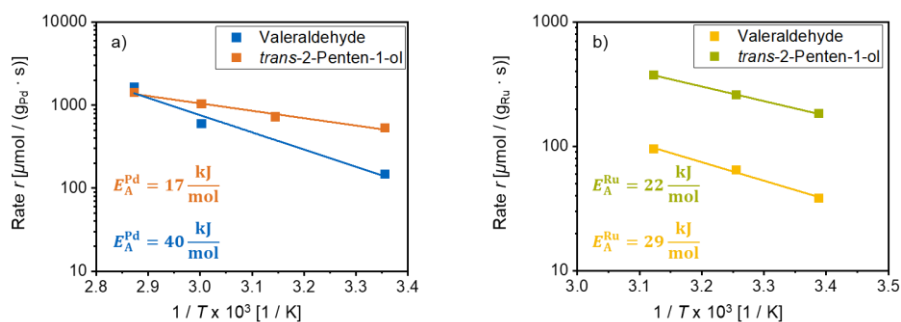 a)
Valeraldehyde
trans-2-Penten-1-ol
10000
1000
100
10
Rate r [µmol / (gPd · s)]
E_A^Pd = 17 kJ/mol
E_A^Pd = 40 kJ/mol
2.8 2.9 3.0 3.1 3.2 3.3 3.4
1 / T x 10³ [1 / K]
b)
Valeraldehyde
trans-2-Penten-1-ol
1000
100
10
Rate r [µmol / (gRu · s)]
E_A^Ru = 22 kJ/mol
E_A^Ru = 29 kJ/mol
3.0 3.1 3.2 3.3 3.4 3.5
1 / T x 10³ [1 / K]